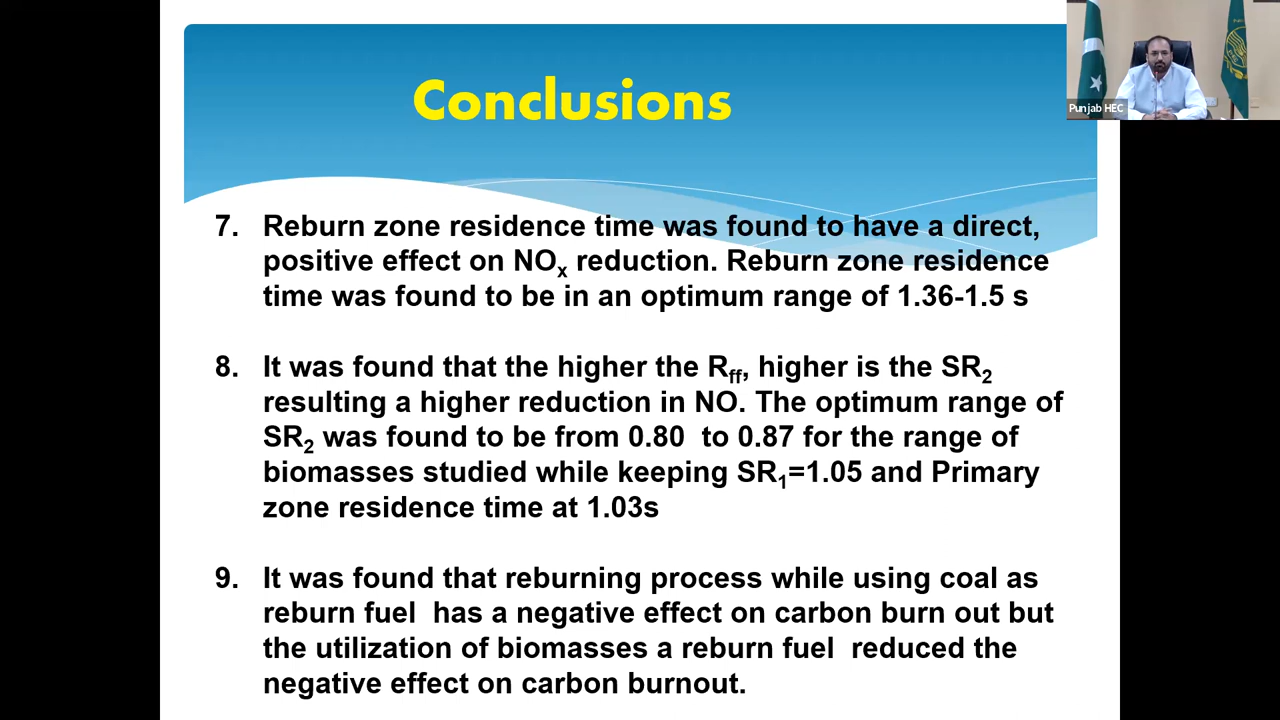 Conclusions
Punjab HEC
7. Reburn zone residence time was found to have a direct,
positive effect on NOx reduction. Reburn zone residence
time was found to be in an optimum range of 1.36-1.5 s
8. It was found that the higher the Rff, higher is the SR2
resulting a higher reduction in NO. The optimum range of
SR2 was found to be from 0.80 to 0.87 for the range of
biomasses studied while keeping SR1=1.05 and Primary
zone residence time at 1.03s
9. It was found that reburning process while using coal as
reburn fuel has a negative effect on carbon burn out but
the utilization of biomasses a reburn fuel reduced the
negative effect on carbon burnout.